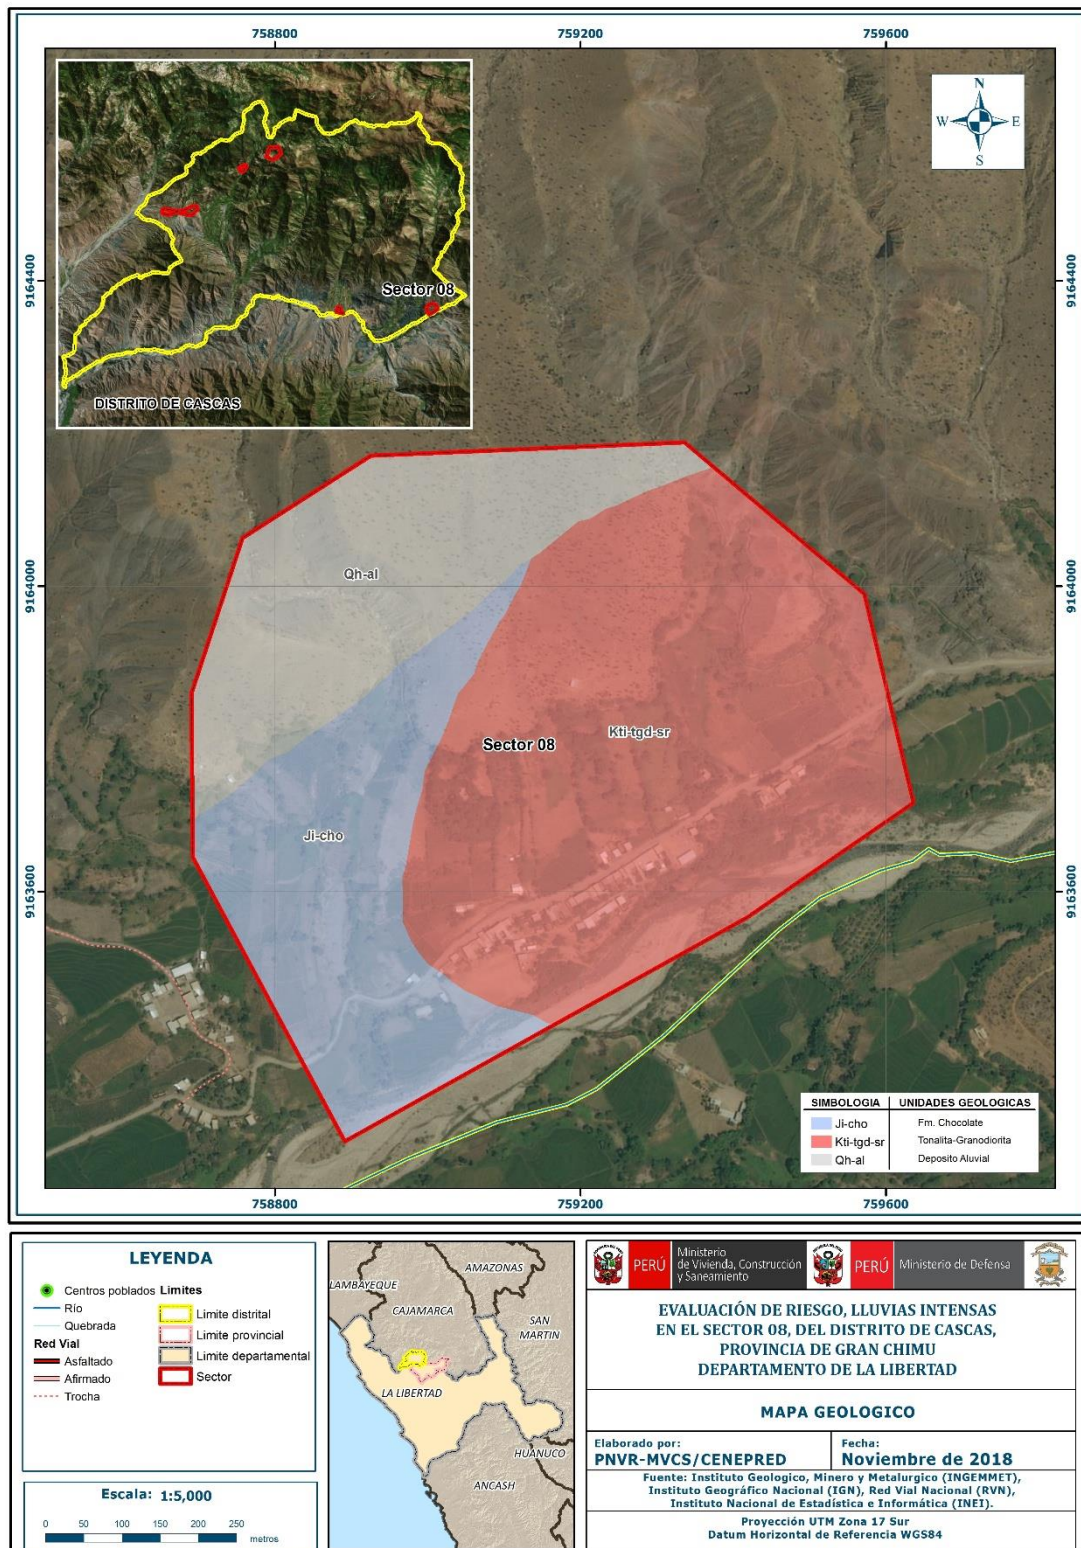 758800
759200
759600
N
W
E
S
9164400
9164400
Sector 08
DISTRITO DE CASCAS
Qh-al
9164000
9164000
Kti-tgd-sr
Sector 08
Ji-cho
9163600
9163600
SIMBOLOGIA
UNIDADES GEOLOGICAS
Ji-cho
Fm. Chocolate
Kti-tgd-sr
Tonalita-Granodiorita
Qh-al
Deposito Aluvial
758800
759200
759600
LEYENDA
Centros poblados
Río
Quebrada
Red Vial
Asfaltado
Afirmado
Trocha
Limites
Limite distrital
Limite provincial
Limite departamental
Sector
Escala: 1:5,000
0 50 100 150 200 250
metros
LAMBAYEQUE
AMAZONAS
CAJAMARCA
SAN
MARTIN
LA LIBERTAD
HUANUCO
ANCASH
PERÚ
Ministerio
de Vivienda, Construcción
y Saneamiento
PERÚ
Ministerio de Defensa
EVALUACIÓN DE RIESGO, LLUVIAS INTENSAS
EN EL SECTOR 08, DEL DISTRITO DE CASCAS,
PROVINCIA DE GRAN CHIMU
DEPARTAMENTO DE LA LIBERTAD
MAPA GEOLOGICO
Elaborado por:
PNVR-MVCS/CENEPRED
Fecha:
Noviembre de 2018
Fuente: Instituto Geologico, Minero y Metalurgico (INGEMMET),
Instituto Geográfico Nacional (IGN), Red Vial Nacional (RVN),
Instituto Nacional de Estadística e Informática (INEI).
Proyección UTM Zona 17 Sur
Datum Horizontal de Referencia WGS84